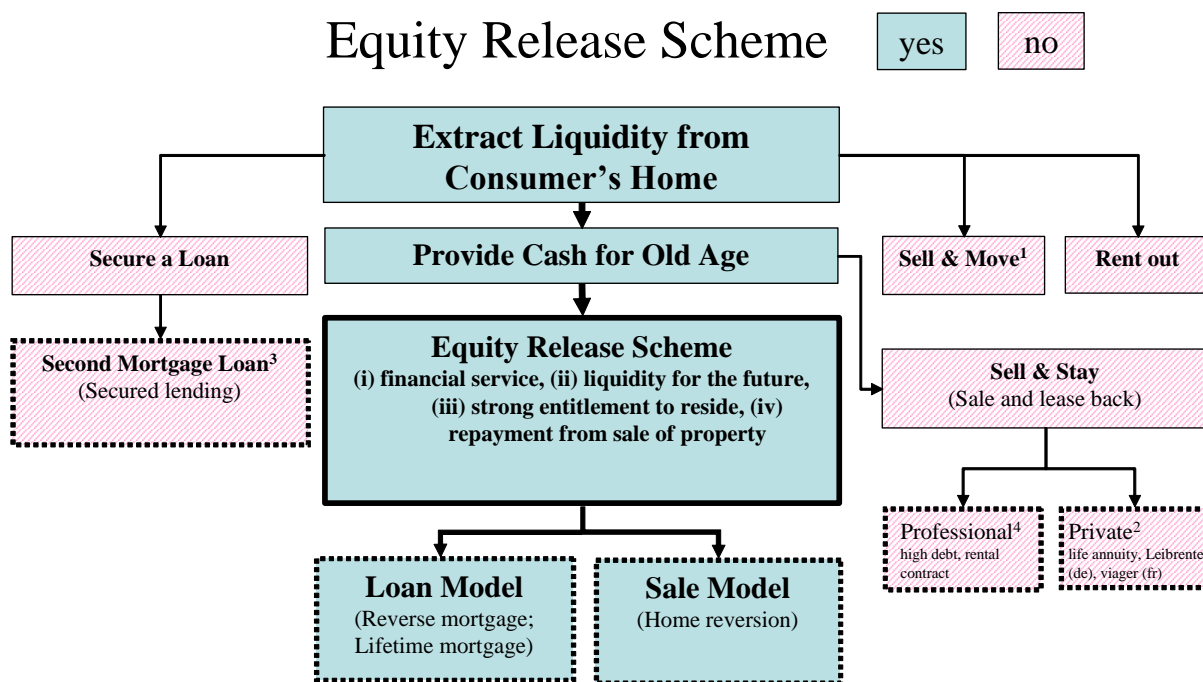 Equity Release Scheme
yes
no
Extract Liquidity from
Consumer’s Home
Secure a Loan
Provide Cash for Old Age
Sell & Move¹
Rent out
Second Mortgage Loan³
(Secured lending)
Equity Release Scheme
(i) financial service, (ii) liquidity for the future,
(iii) strong entitlement to reside, (iv)
repayment from sale of property
Sell & Stay
(Sale and lease back)
Professional⁴
high debt, rental
contract
Private²
life annuity, Leibrente
(de), viager (fr)
Loan Model
(Reverse mortgage;
Lifetime mortgage)
Sale Model
(Home reversion)